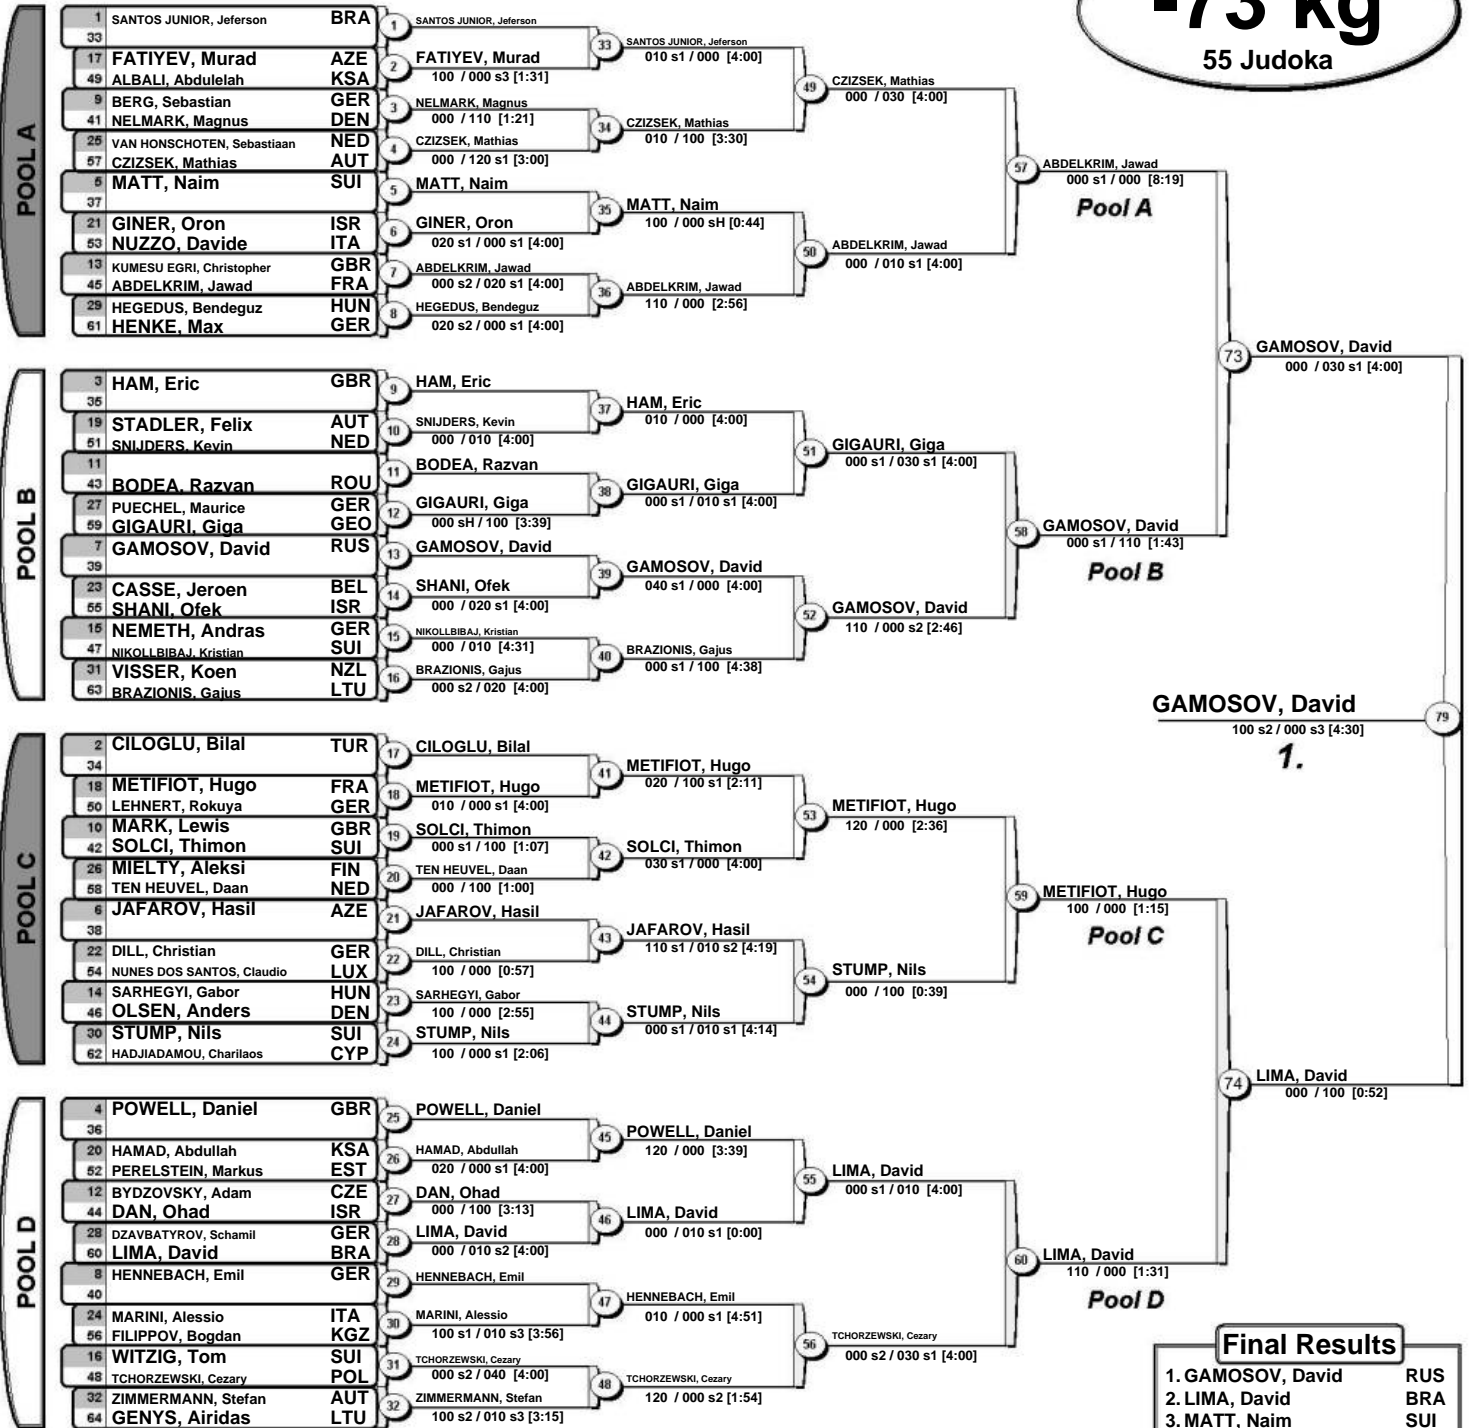 -73 kg
55 Judoka
POOL A
1 SANTOS JUNIOR, Jeferson BRA
33
17 FATIYEV, Murad AZE
49 ALBALI, Abdulelah KSA
9 BERG, Sebastian GER
41 NELMARK, Magnus DEN
25 VAN HONSCHOTEN, Sebastiaan NED
57 CZIZSEK, Mathias AUT
5 MATT, Naim SUI
37
21 GINER, Oron ISR
53 NUZZO, Davide ITA
13 KUMESU EGRI, Christopher GBR
45 ABDELKRIM, Jawad FRA
29 HEGEDUS, Bendeguz HUN
61 HENKE, Max GER
1 SANTOS JUNIOR, Jeferson
2 FATIYEV, Murad
100 / 000 s3 [1:31]
3 NELMARK, Magnus
000 / 110 [1:21]
4 CZIZSEK, Mathias
000 / 120 s1 [3:00]
5 MATT, Naim
6 GINER, Oron
020 s1 / 000 s1 [4:00]
7 ABDELKRIM, Jawad
000 s2 / 020 s1 [4:00]
8 HEGEDUS, Bendeguz
020 s2 / 000 s1 [4:00]
33 SANTOS JUNIOR, Jeferson
010 s1 / 000 [4:00]
34 CZIZSEK, Mathias
010 / 100 [3:30]
35 MATT, Naim
100 / 000 sH [0:44]
36 ABDELKRIM, Jawad
110 / 000 [2:56]
49 CZIZSEK, Mathias
000 / 030 [4:00]
50 ABDELKRIM, Jawad
000 / 010 s1 [4:00]
57 ABDELKRIM, Jawad
000 s1 / 000 [8:19]
Pool A
POOL B
3 HAM, Eric GBR
35
19 STADLER, Felix AUT
51 SNIJDERS, Kevin NED
11
43 BODEA, Razvan ROU
27 PUECHEL, Maurice GER
59 GIGAURI, Giga GEO
7 GAMOSOV, David RUS
39
23 CASSE, Jeroen BEL
55 SHANI, Ofek ISR
15 NEMETH, Andras GER
47 NIKOLLBIBAJ, Kristian SUI
31 VISSER, Koen NZL
63 BRAZIONIS, Gajus LTU
9 HAM, Eric
10 SNIJDERS, Kevin
000 / 010 [4:00]
11 BODEA, Razvan
12 GIGAURI, Giga
000 sH / 100 [3:39]
13 GAMOSOV, David
14 SHANI, Ofek
000 / 020 s1 [4:00]
15 NIKOLLBIBAJ, Kristian
000 / 010 [4:31]
16 BRAZIONIS, Gajus
000 s2 / 020 [4:00]
37 HAM, Eric
010 / 000 [4:00]
38 GIGAURI, Giga
000 s1 / 010 s1 [4:00]
39 GAMOSOV, David
040 s1 / 000 [4:00]
40 BRAZIONIS, Gajus
000 s1 / 100 [4:38]
51 GIGAURI, Giga
000 s1 / 030 s1 [4:00]
52 GAMOSOV, David
110 / 000 s2 [2:46]
58 GAMOSOV, David
000 s1 / 110 [1:43]
Pool B
73 GAMOSOV, David
000 / 030 s1 [4:00]
GAMOSOV, David 79
100 s2 / 000 s3 [4:30]
1.
POOL C
2 CILOGLU, Bilal TUR
34
18 METIFIOT, Hugo FRA
50 LEHNERT, Rokuya GER
10 MARK, Lewis GBR
42 SOLCI, Thimon SUI
26 MIELTY, Aleksi FIN
58 TEN HEUVEL, Daan NED
6 JAFAROV, Hasil AZE
38
22 DILL, Christian GER
54 NUNES DOS SANTOS, Claudio LUX
14 SARHEGYI, Gabor HUN
46 OLSEN, Anders DEN
30 STUMP, Nils SUI
62 HADJIADAMOU, Charilaos CYP
17 CILOGLU, Bilal
18 METIFIOT, Hugo
010 / 000 s1 [4:00]
19 SOLCI, Thimon
000 s1 / 100 [1:07]
20 TEN HEUVEL, Daan
000 / 100 [1:00]
21 JAFAROV, Hasil
22 DILL, Christian
100 / 000 [0:57]
23 SARHEGYI, Gabor
100 / 000 [2:55]
24 STUMP, Nils
100 / 000 s1 [2:06]
41 METIFIOT, Hugo
020 / 100 s1 [2:11]
42 SOLCI, Thimon
030 s1 / 000 [4:00]
43 JAFAROV, Hasil
110 s1 / 010 s2 [4:19]
44 STUMP, Nils
000 s1 / 010 s1 [4:14]
53 METIFIOT, Hugo
120 / 000 [2:36]
54 STUMP, Nils
000 / 100 [0:39]
59 METIFIOT, Hugo
100 / 000 [1:15]
Pool C
POOL D
4 POWELL, Daniel GBR
36
20 HAMAD, Abdullah KSA
52 PERELSTEIN, Markus EST
12 BYDZOVSKY, Adam CZE
44 DAN, Ohad ISR
28 DZAVBATYROV, Schamil GER
60 LIMA, David BRA
8 HENNEBACH, Emil GER
40
24 MARINI, Alessio ITA
56 FILIPPOV, Bogdan KGZ
16 WITZIG, Tom SUI
48 TCHORZEWSKI, Cezary POL
32 ZIMMERMANN, Stefan AUT
64 GENYS, Airidas LTU
25 POWELL, Daniel
26 HAMAD, Abdullah
020 / 000 s1 [4:00]
27 DAN, Ohad
000 / 100 [3:13]
28 LIMA, David
000 / 010 s2 [4:00]
29 HENNEBACH, Emil
30 MARINI, Alessio
100 s1 / 010 s3 [3:56]
31 TCHORZEWSKI, Cezary
000 s2 / 040 [4:00]
32 ZIMMERMANN, Stefan
100 s2 / 010 s3 [3:15]
45 POWELL, Daniel
120 / 000 [3:39]
46 LIMA, David
000 / 010 s1 [0:00]
47 HENNEBACH, Emil
010 / 000 s1 [4:51]
48 TCHORZEWSKI, Cezary
120 / 000 s2 [1:54]
55 LIMA, David
000 s1 / 010 [4:00]
56 TCHORZEWSKI, Cezary
000 s2 / 030 s1 [4:00]
60 LIMA, David
110 / 000 [1:31]
Pool D
74 LIMA, David
000 / 100 [0:52]
Final Results
1. GAMOSOV, David RUS
2. LIMA, David BRA
3. MATT, Naim SUI